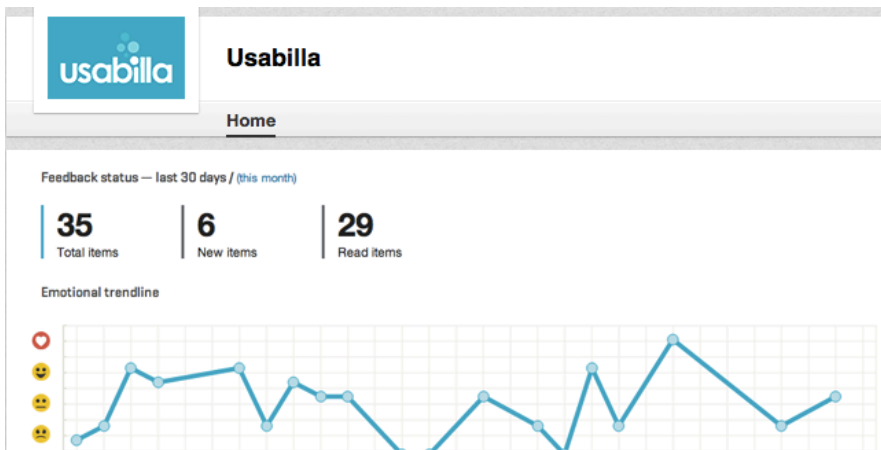 usabilla
Usabilla
Home
Feedback status — last 30 days / (this month)
35
Total items
6
New items
29
Read items
Emotional trendline